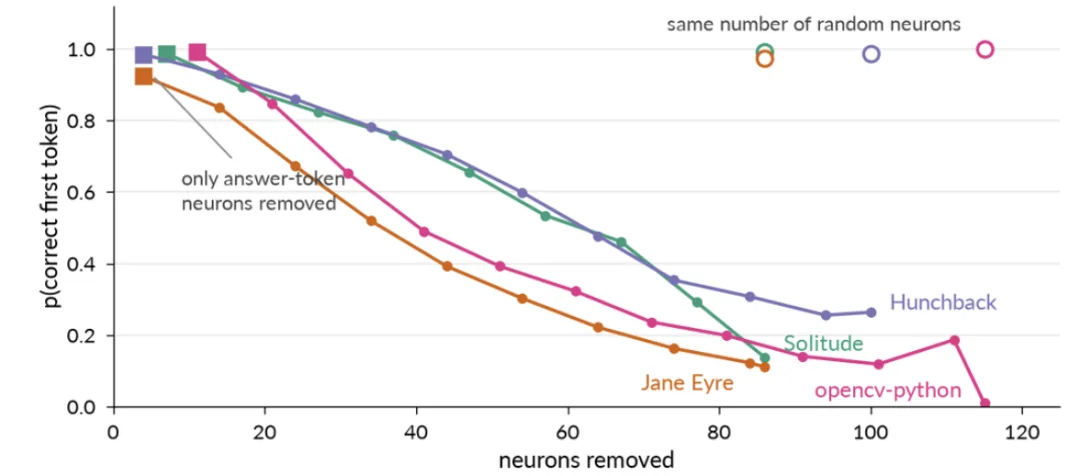 same number of random neurons
1.0
0.8
0.6
0.4
0.2
0.0
p(correct first token)
only answer-token
neurons removed
Hunchback
Solitude
Jane Eyre
opencv-python
0 20 40 60 80 100 120
neurons removed